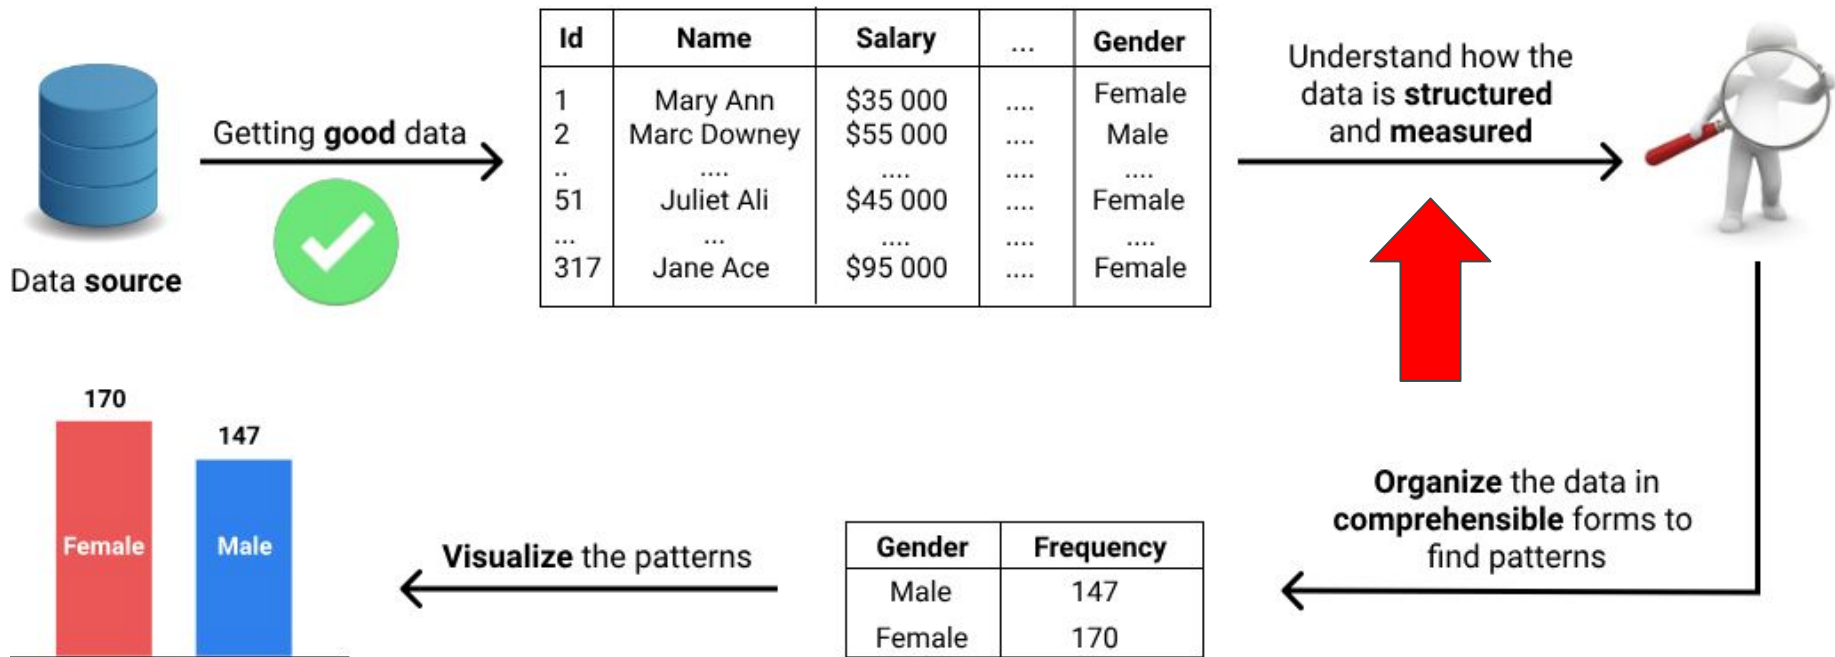 Data source
Getting good data
Id Name Salary ... Gender
1 Mary Ann $35 000 .... Female
2 Marc Downey $55 000 .... Male
.. .... .... .... ....
51 Juliet Ali $45 000 .... Female
... ... .... .... ....
317 Jane Ace $95 000 .... Female
Understand how the
data is structured
and measured
Organize the data in
comprehensible forms to
find patterns
Gender Frequency
Male 147
Female 170
Visualize the patterns
170
147
Female
Male